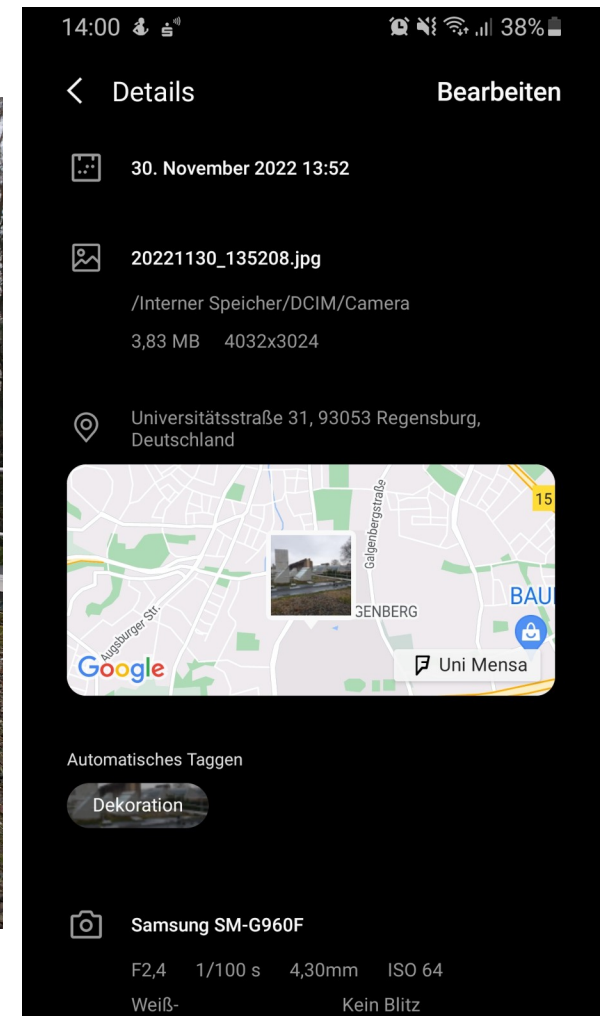 14:00
38%
Details
Bearbeiten
30. November 2022 13:52
20221130_135208.jpg
/Interner Speicher/DCIM/Camera
3,83 MB 4032x3024
Universitätsstraße 31, 93053 Regensburg,
Deutschland
Galgenbergstraße
15
GENBERG
BAU
Augsburger Str.
Google
Uni Mensa
Automatisches Taggen
Dekoration
Samsung SM-G960F
F2,4 1/100 s 4,30mm ISO 64
Weiß- Kein Blitz